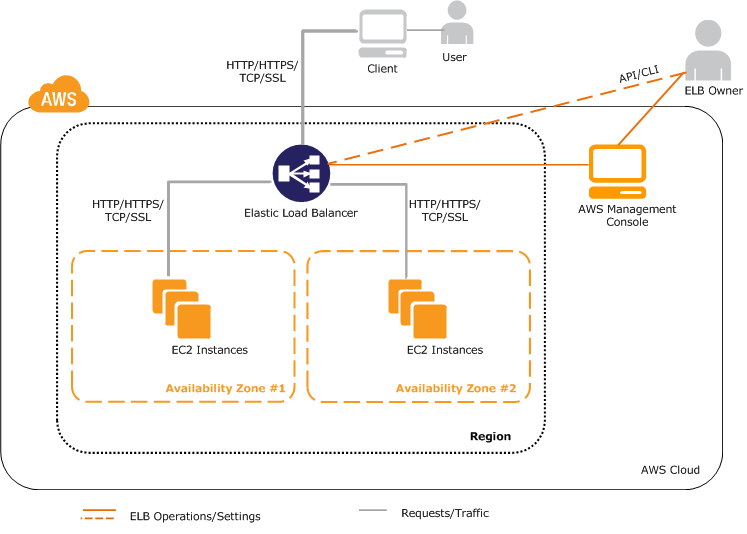 User
Client
HTTP/HTTPS/
TCP/SSL
API/CLI
ELB Owner
AWS
HTTP/HTTPS/
TCP/SSL
Elastic Load Balancer
HTTP/HTTPS/
TCP/SSL
AWS Management
Console
EC2 Instances
EC2 Instances
Availability Zone #1
Availability Zone #2
Region
AWS Cloud
ELB Operations/Settings
Requests/Traffic